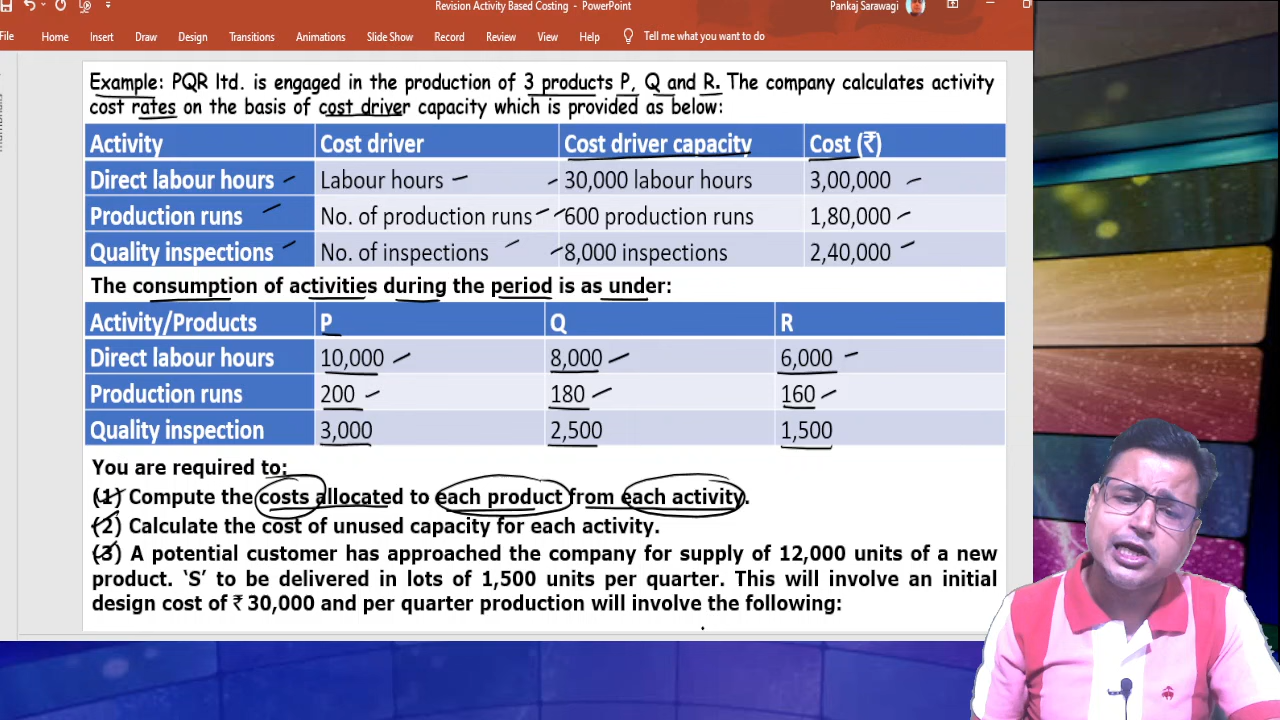 Revision Activity Based Costing - PowerPoint
Pankaj Sarawagi
File Home Insert Draw Design Transitions Animations Slide Show Record Review View Help Tell me what you want to do
Example: PQR ltd. is engaged in the production of 3 products P, Q and R. The company calculates activity
cost rates on the basis of cost driver capacity which is provided as below:
Activity Cost driver Cost driver capacity Cost (₹)
Direct labour hours Labour hours 30,000 labour hours 3,00,000
Production runs No. of production runs 600 production runs 1,80,000
Quality inspections No. of inspections 8,000 inspections 2,40,000
The consumption of activities during the period is as under:
Activity/Products P Q R
Direct labour hours 10,000 8,000 6,000
Production runs 200 180 160
Quality inspection 3,000 2,500 1,500
You are required to:
(1) Compute the costs allocated to each product from each activity.
(2) Calculate the cost of unused capacity for each activity.
(3) A potential customer has approached the company for supply of 12,000 units of a new
product. ‘S’ to be delivered in lots of 1,500 units per quarter. This will involve an initial
design cost of ₹ 30,000 and per quarter production will involve the following: